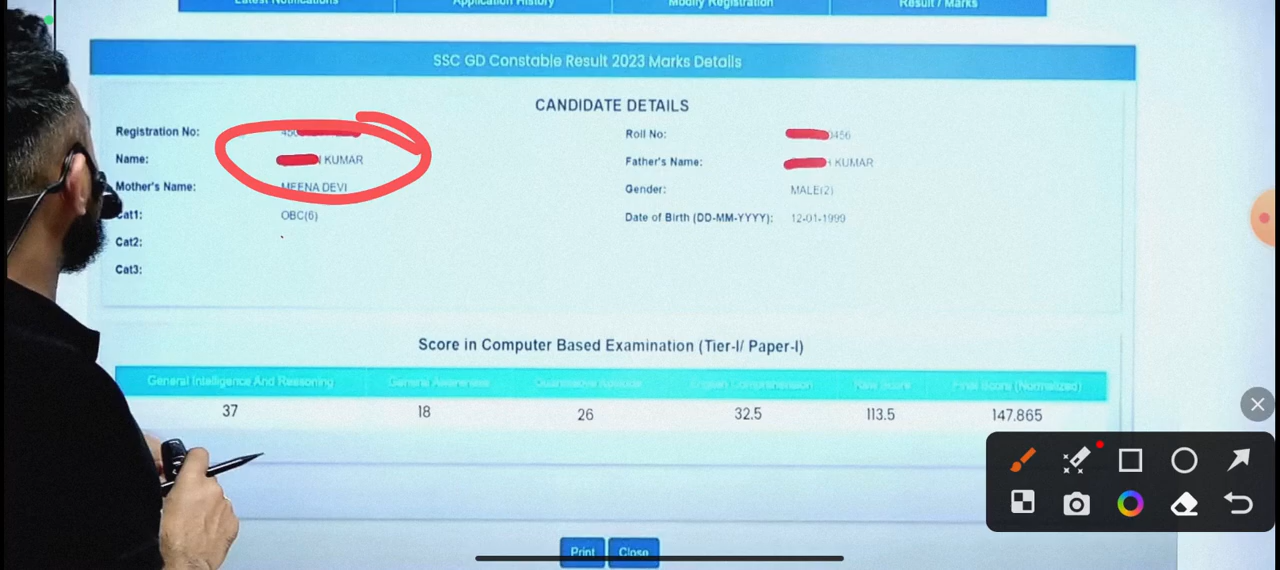 Latest Notifications Application History Modify Registration Result / Marks
SSC GD Constable Result 2023 Marks Details
CANDIDATE DETAILS
Registration No: Roll No: 0456
Name: KUMAR Father's Name: KUMAR
Mother's Name: MEENA DEVI Gender: MALE(2)
Cat1: OBC(6) Date of Birth (DD-MM-YYYY): 12-01-1999
Cat2:
Cat3:
Score in Computer Based Examination (Tier-I/ Paper-I)
General Intelligence And Reasoning General Awareness Quantitative Aptitude English Comprehension Raw Score Final Score (Normalized)
37 18 26 32.5 113.5 147.865
Print Close